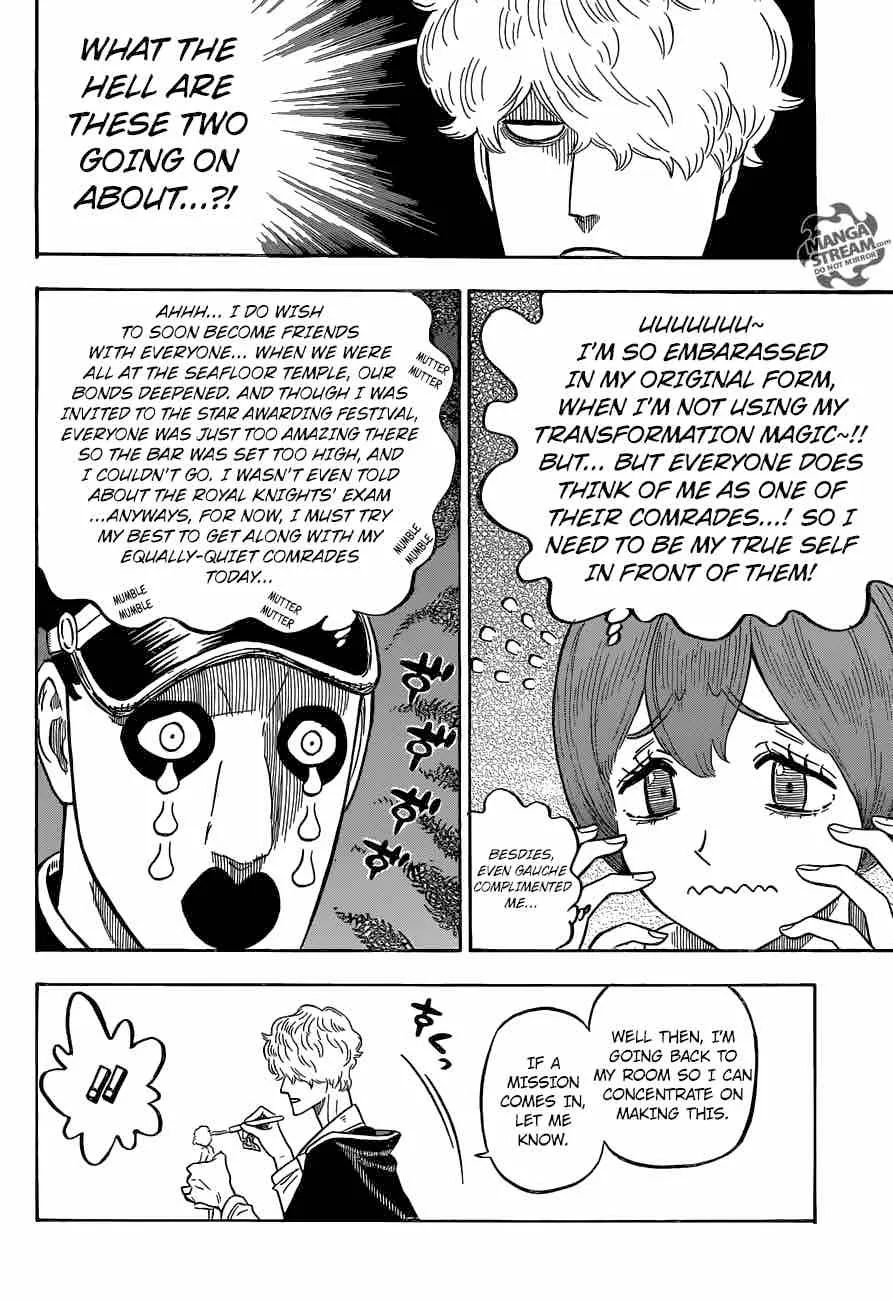 WHAT THE
HELL ARE
THESE TWO
GOING ON
ABOUT...?!
MANGA
STREAM.com
DO NOT MIRROR!
UUUUUUU~
I'M SO EMBARASSED
IN MY ORIGINAL FORM,
WHEN I'M NOT USING MY
TRANSFORMATION MAGIC~!!
BUT... BUT EVERYONE DOES
THINK OF ME AS ONE OF
THEIR COMRADES...! SO I
NEED TO BE MY TRUE SELF
IN FRONT OF THEM!
BESDIES,
EVEN GAUCHE
COMPLIMENTED
ME...
AHHH... I DO WISH
TO SOON BECOME FRIENDS
WITH EVERYONE... WHEN WE WERE
ALL AT THE SEAFLOOR TEMPLE, OUR
BONDS DEEPENED. AND THOUGH I WAS
INVITED TO THE STAR AWARDING FESTIVAL,
EVERYONE WAS JUST TOO AMAZING THERE
SO THE BAR WAS SET TOO HIGH, AND
I COULDN'T GO. I WASN'T EVEN TOLD
ABOUT THE ROYAL KNIGHTS' EXAM
...ANYWAYS, FOR NOW, I MUST TRY
MY BEST TO GET ALONG WITH MY
EQUALLY-QUIET COMRADES
TODAY...
MUTTER
MUTTER
MUMBLE
MUMBLE
MUTTER
MUTTER
MUMBLE
MUMBLE
WELL THEN, I'M
GOING BACK TO
MY ROOM SO I CAN
CONCENTRATE ON
MAKING THIS.
IF A
MISSION
COMES IN,
LET ME
KNOW.
!!